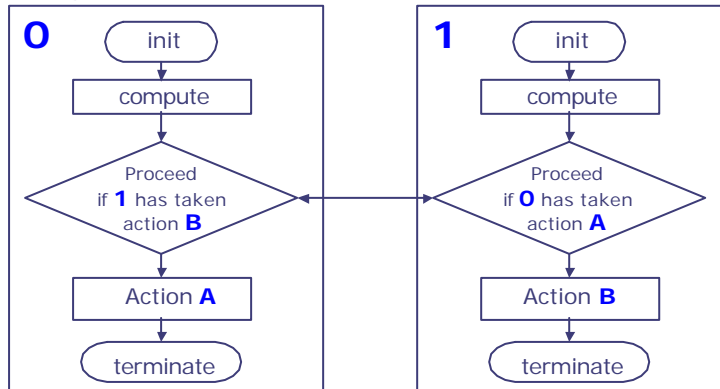 0
init
compute
Proceed
if 1 has taken
action B
Action A
terminate
1
init
compute
Proceed
if 0 has taken
action A
Action B
terminate